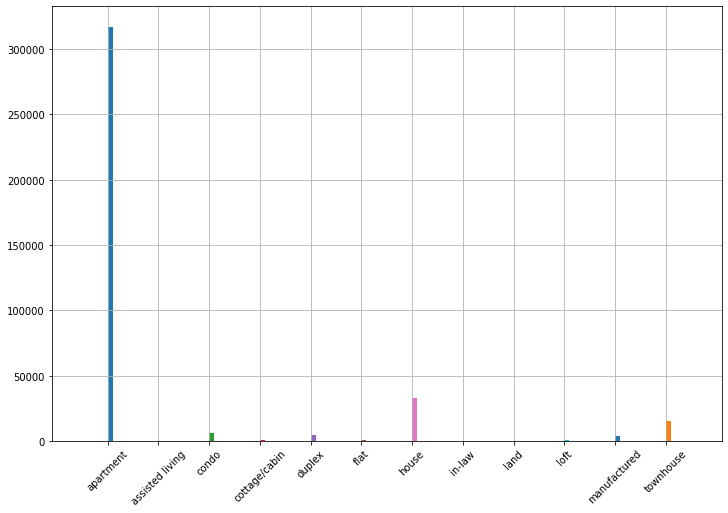 300000
250000
200000
150000
100000
50000
0
apartment
assisted living
condo
cottage/cabin
duplex
flat
house
in-law
land
loft
manufactured
townhouse